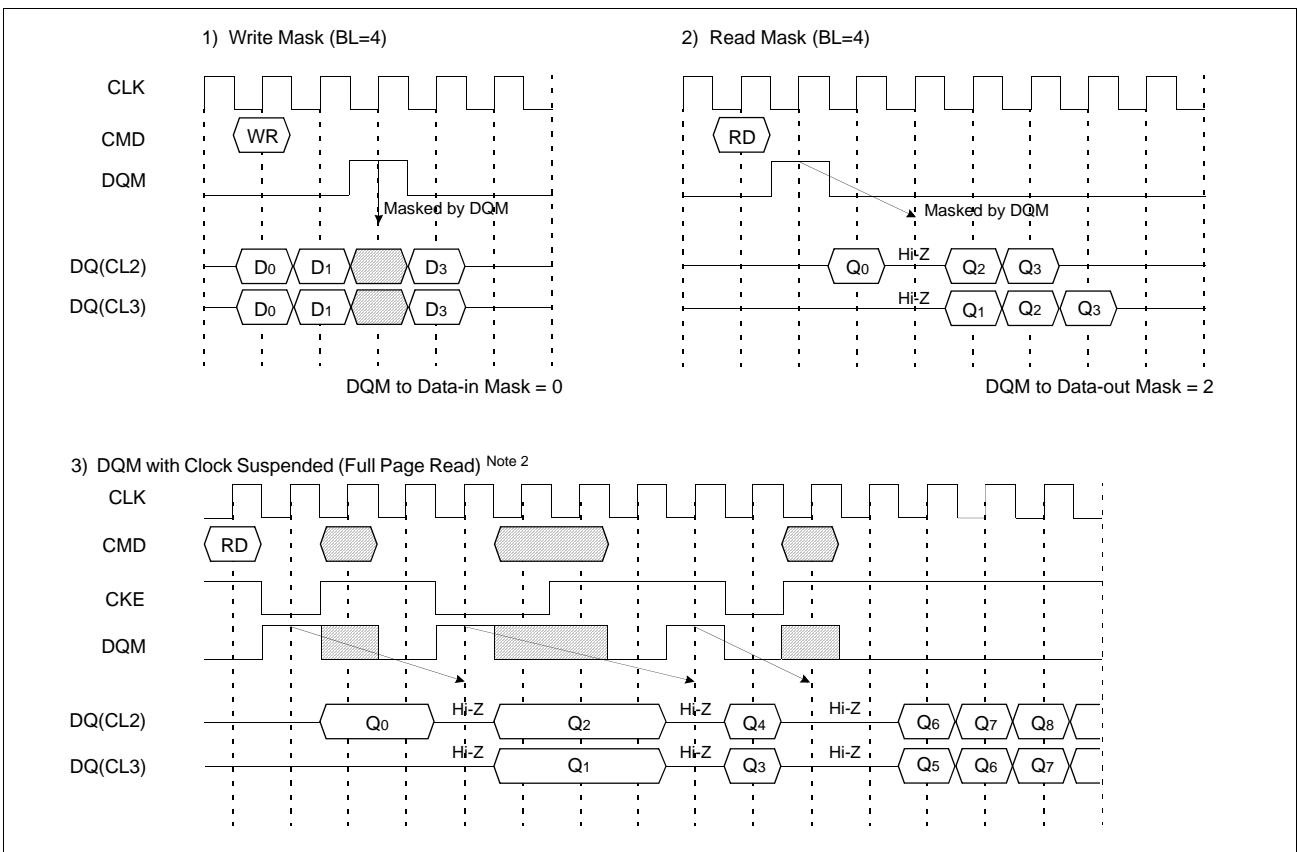 1) Write Mask (BL=4)
CLK
CMD
WR
DQM
Masked by DQM
DQ(CL2)
D0 D1 D3
DQ(CL3)
D0 D1 D3
DQM to Data-in Mask = 0
2) Read Mask (BL=4)
RD
Masked by DQM
Q0 Hi-Z Q2 Q3
Hi-Z Q1 Q2 Q3
DQM to Data-out Mask = 2
3) DQM with Clock Suspended (Full Page Read) Note 2
CLK
CMD
RD
CKE
DQM
DQ(CL2)
Q0 Hi-Z Q2 Hi-Z Q4 Hi-Z Q6 Q7 Q8
DQ(CL3)
Hi-Z Q1 Hi-Z Q3 Hi-Z Q5 Q6 Q7